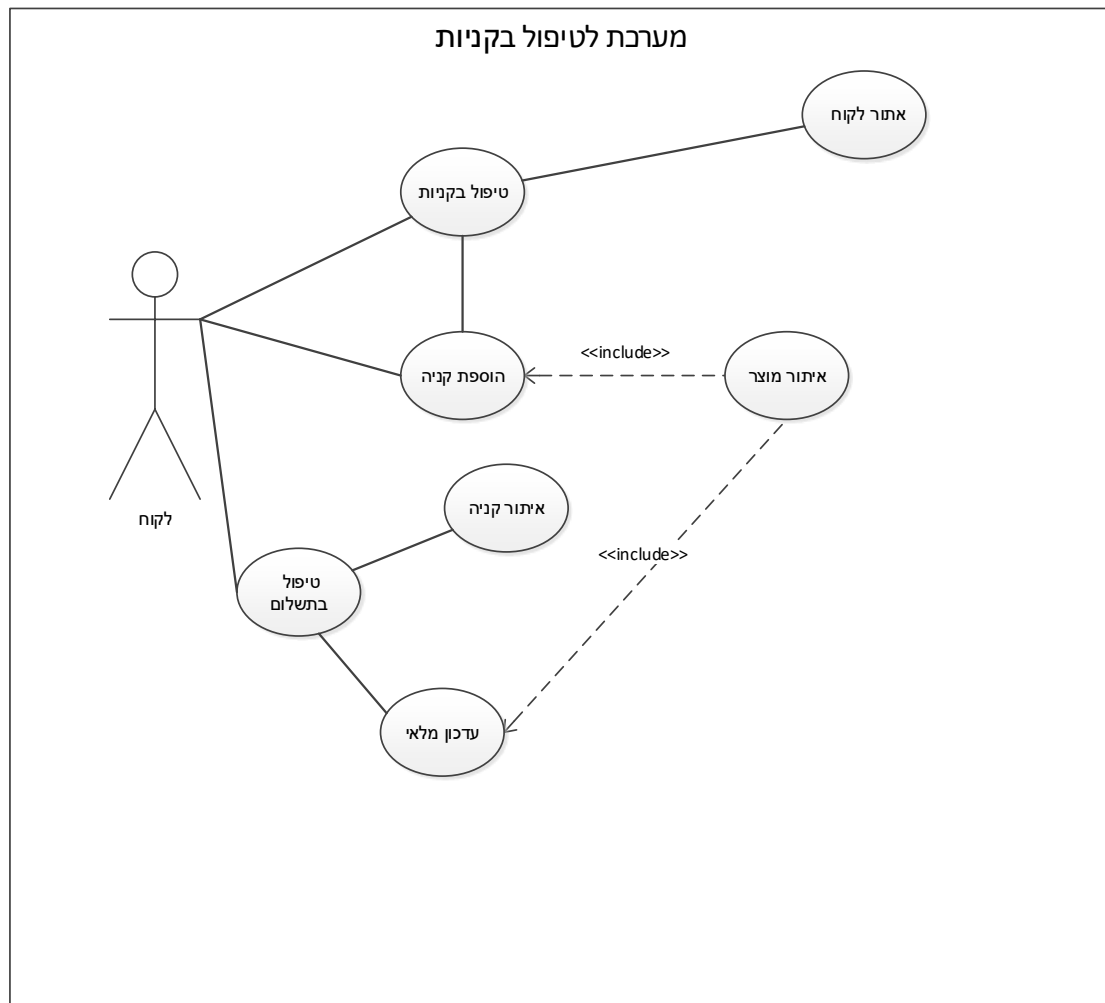 מערכת לטיפול בקניות
אתור לקוח
טיפול בקניות
<<include>>
הוספת קניה
איתור מוצר
איתור קניה
לקוח
<<include>>
טיפול
בתשלום
עדכון מלאי